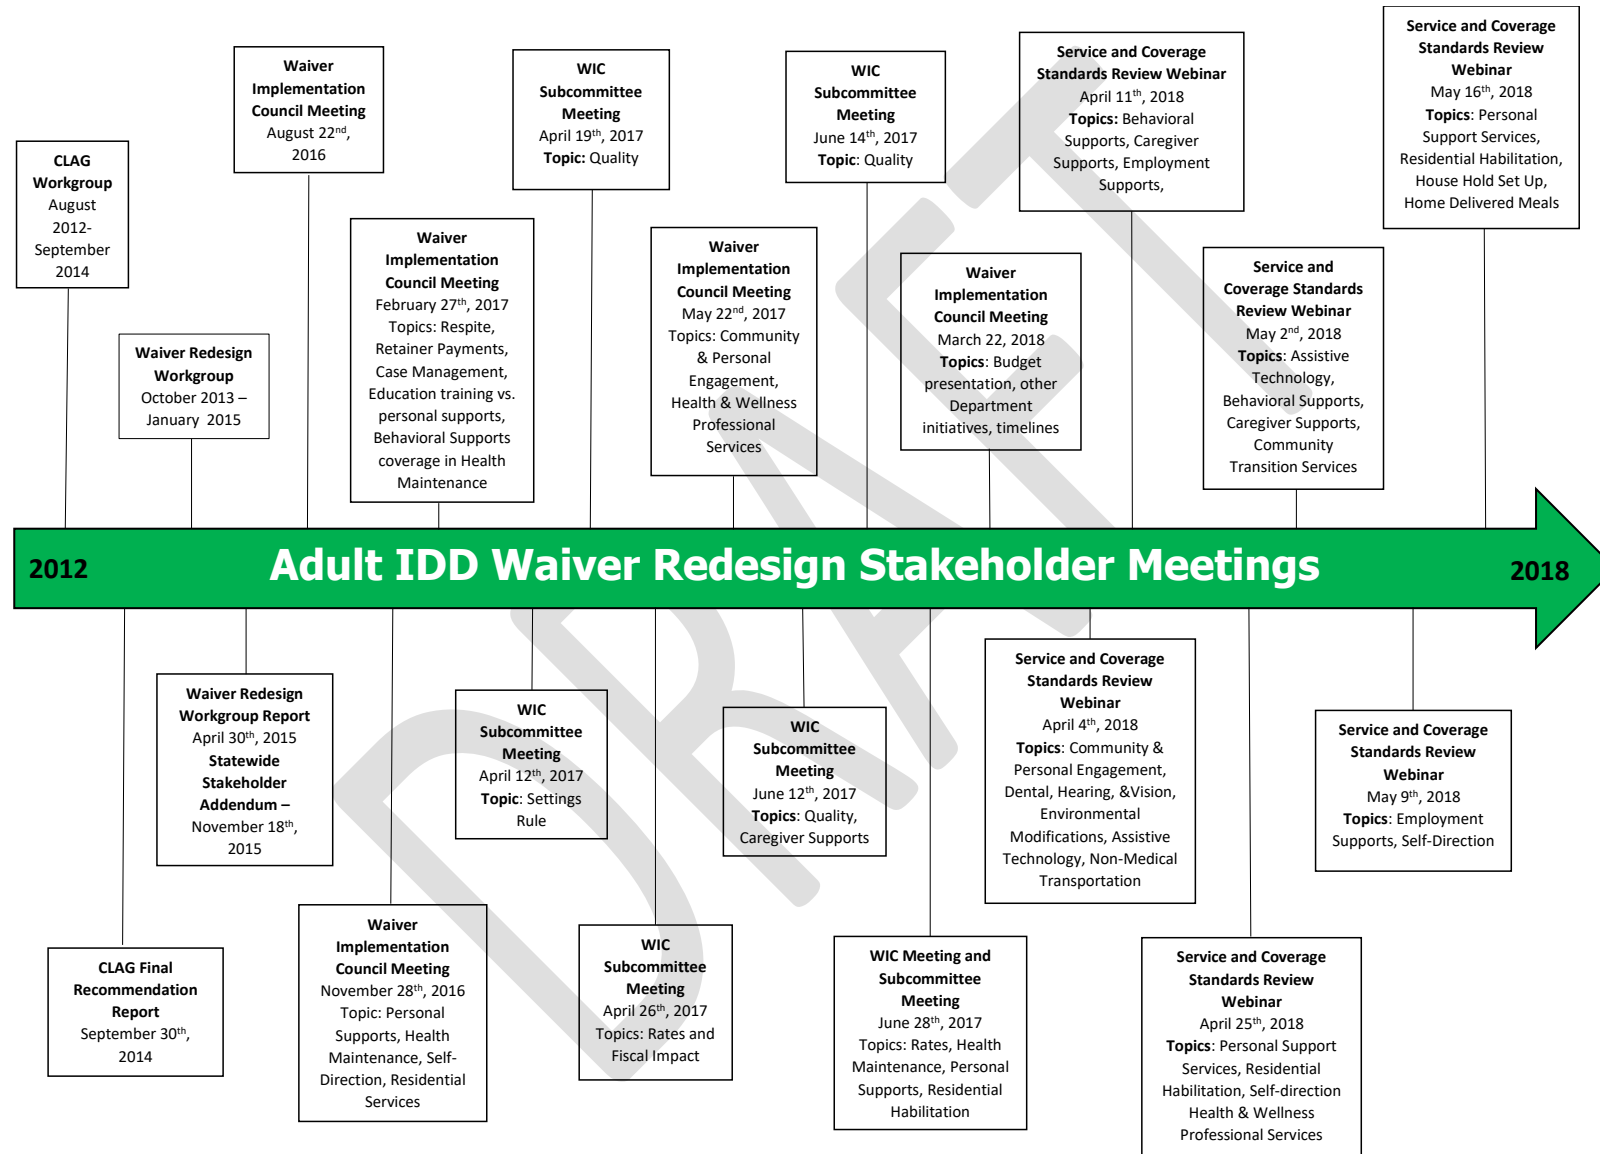 CLAG
Workgroup
August
2012-
September
2014
Waiver Redesign
Workgroup
October 2013 –
January 2015
Waiver
Implementation
Council Meeting
August 22nd,
2016
Waiver
Implementation
Council Meeting
February 27th, 2017
Topics: Respite,
Retainer Payments,
Case Management,
Education training vs.
personal supports,
Behavioral Supports
coverage in Health
Maintenance
WIC
Subcommittee
Meeting
April 19th, 2017
Topic: Quality
Waiver
Implementation
Council Meeting
May 22nd, 2017
Topics: Community
& Personal
Engagement,
Health & Wellness
Professional
Services
WIC
Subcommittee
Meeting
June 14th, 2017
Topic: Quality
Waiver
Implementation
Council Meeting
March 22, 2018
Topics: Budget
presentation, other
Department
initiatives, timelines
Service and Coverage
Standards Review Webinar
April 11th, 2018
Topics: Behavioral
Supports, Caregiver
Supports, Employment
Supports,
Service and
Coverage Standards
Review Webinar
May 2nd, 2018
Topics: Assistive
Technology,
Behavioral Supports,
Caregiver Supports,
Community
Transition Services
Service and Coverage
Standards Review
Webinar
May 16th, 2018
Topics: Personal
Support Services,
Residential Habilitation,
House Hold Set Up,
Home Delivered Meals
2012
Adult IDD Waiver Redesign Stakeholder Meetings
2018
CLAG Final
Recommendation
Report
September 30th,
2014
Waiver Redesign
Workgroup Report
April 30th, 2015
Statewide
Stakeholder
Addendum –
November 18th,
2015
Waiver
Implementation
Council Meeting
November 28th, 2016
Topic: Personal
Supports, Health
Maintenance, Self-
Direction, Residential
Services
WIC
Subcommittee
Meeting
April 12th, 2017
Topic: Settings
Rule
WIC
Subcommittee
Meeting
April 26th, 2017
Topics: Rates and
Fiscal Impact
WIC
Subcommittee
Meeting
June 12th, 2017
Topics: Quality,
Caregiver Supports
WIC Meeting and
Subcommittee
Meeting
June 28th, 2017
Topics: Rates, Health
Maintenance, Personal
Supports, Residential
Habilitation
Service and Coverage
Standards Review
Webinar
April 4th, 2018
Topics: Community &
Personal Engagement,
Dental, Hearing, &Vision,
Environmental
Modifications, Assistive
Technology, Non-Medical
Transportation
Service and Coverage
Standards Review
Webinar
April 25th, 2018
Topics: Personal Support
Services, Residential
Habilitation, Self-direction
Health & Wellness
Professional Services
Service and Coverage
Standards Review
Webinar
May 9th, 2018
Topics: Employment
Supports, Self-Direction
DRAFT